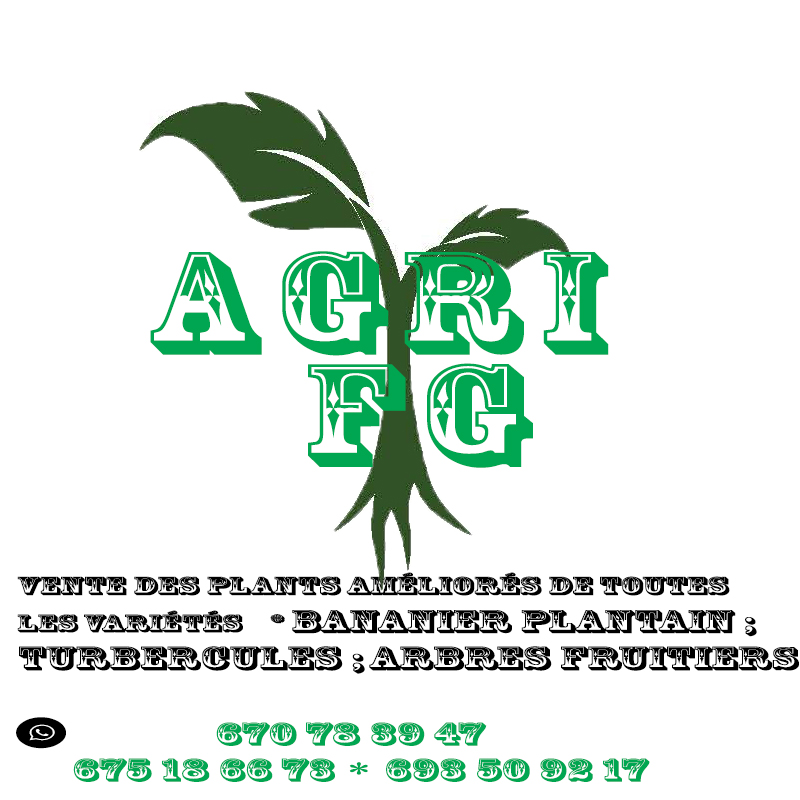 AGRI
FG
VENTE DES PLANTS AMÉLIORÉS DE TOUTES
LES VARIÉTÉS * BANANIER PLANTAIN ;
TURBERCULES ; ARBRES FRUITIERS
670 78 39 47
675 18 66 73 * 693 50 92 17